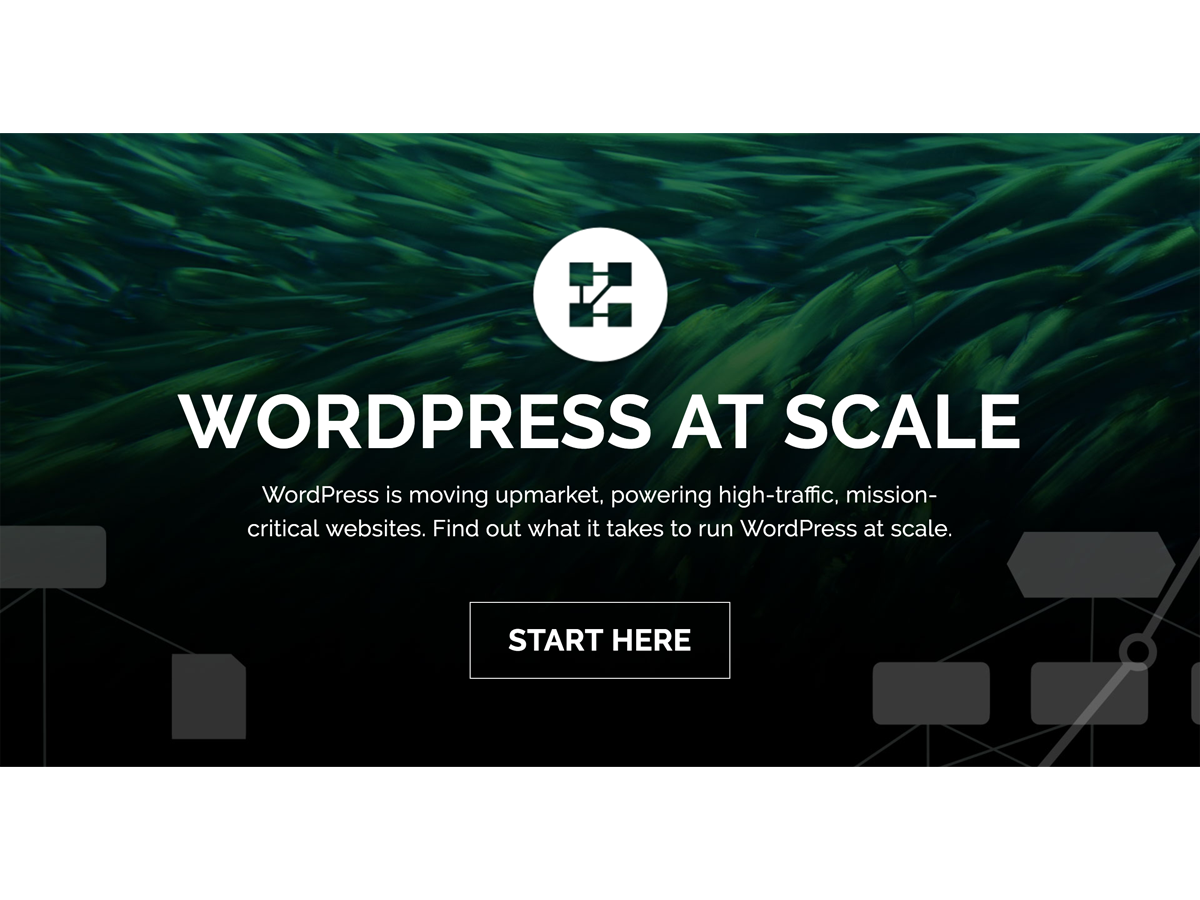 WORDPRESS AT SCALE
WordPress is moving upmarket, powering high-traffic, mission-
critical websites. Find out what it takes to run WordPress at scale.
START HERE